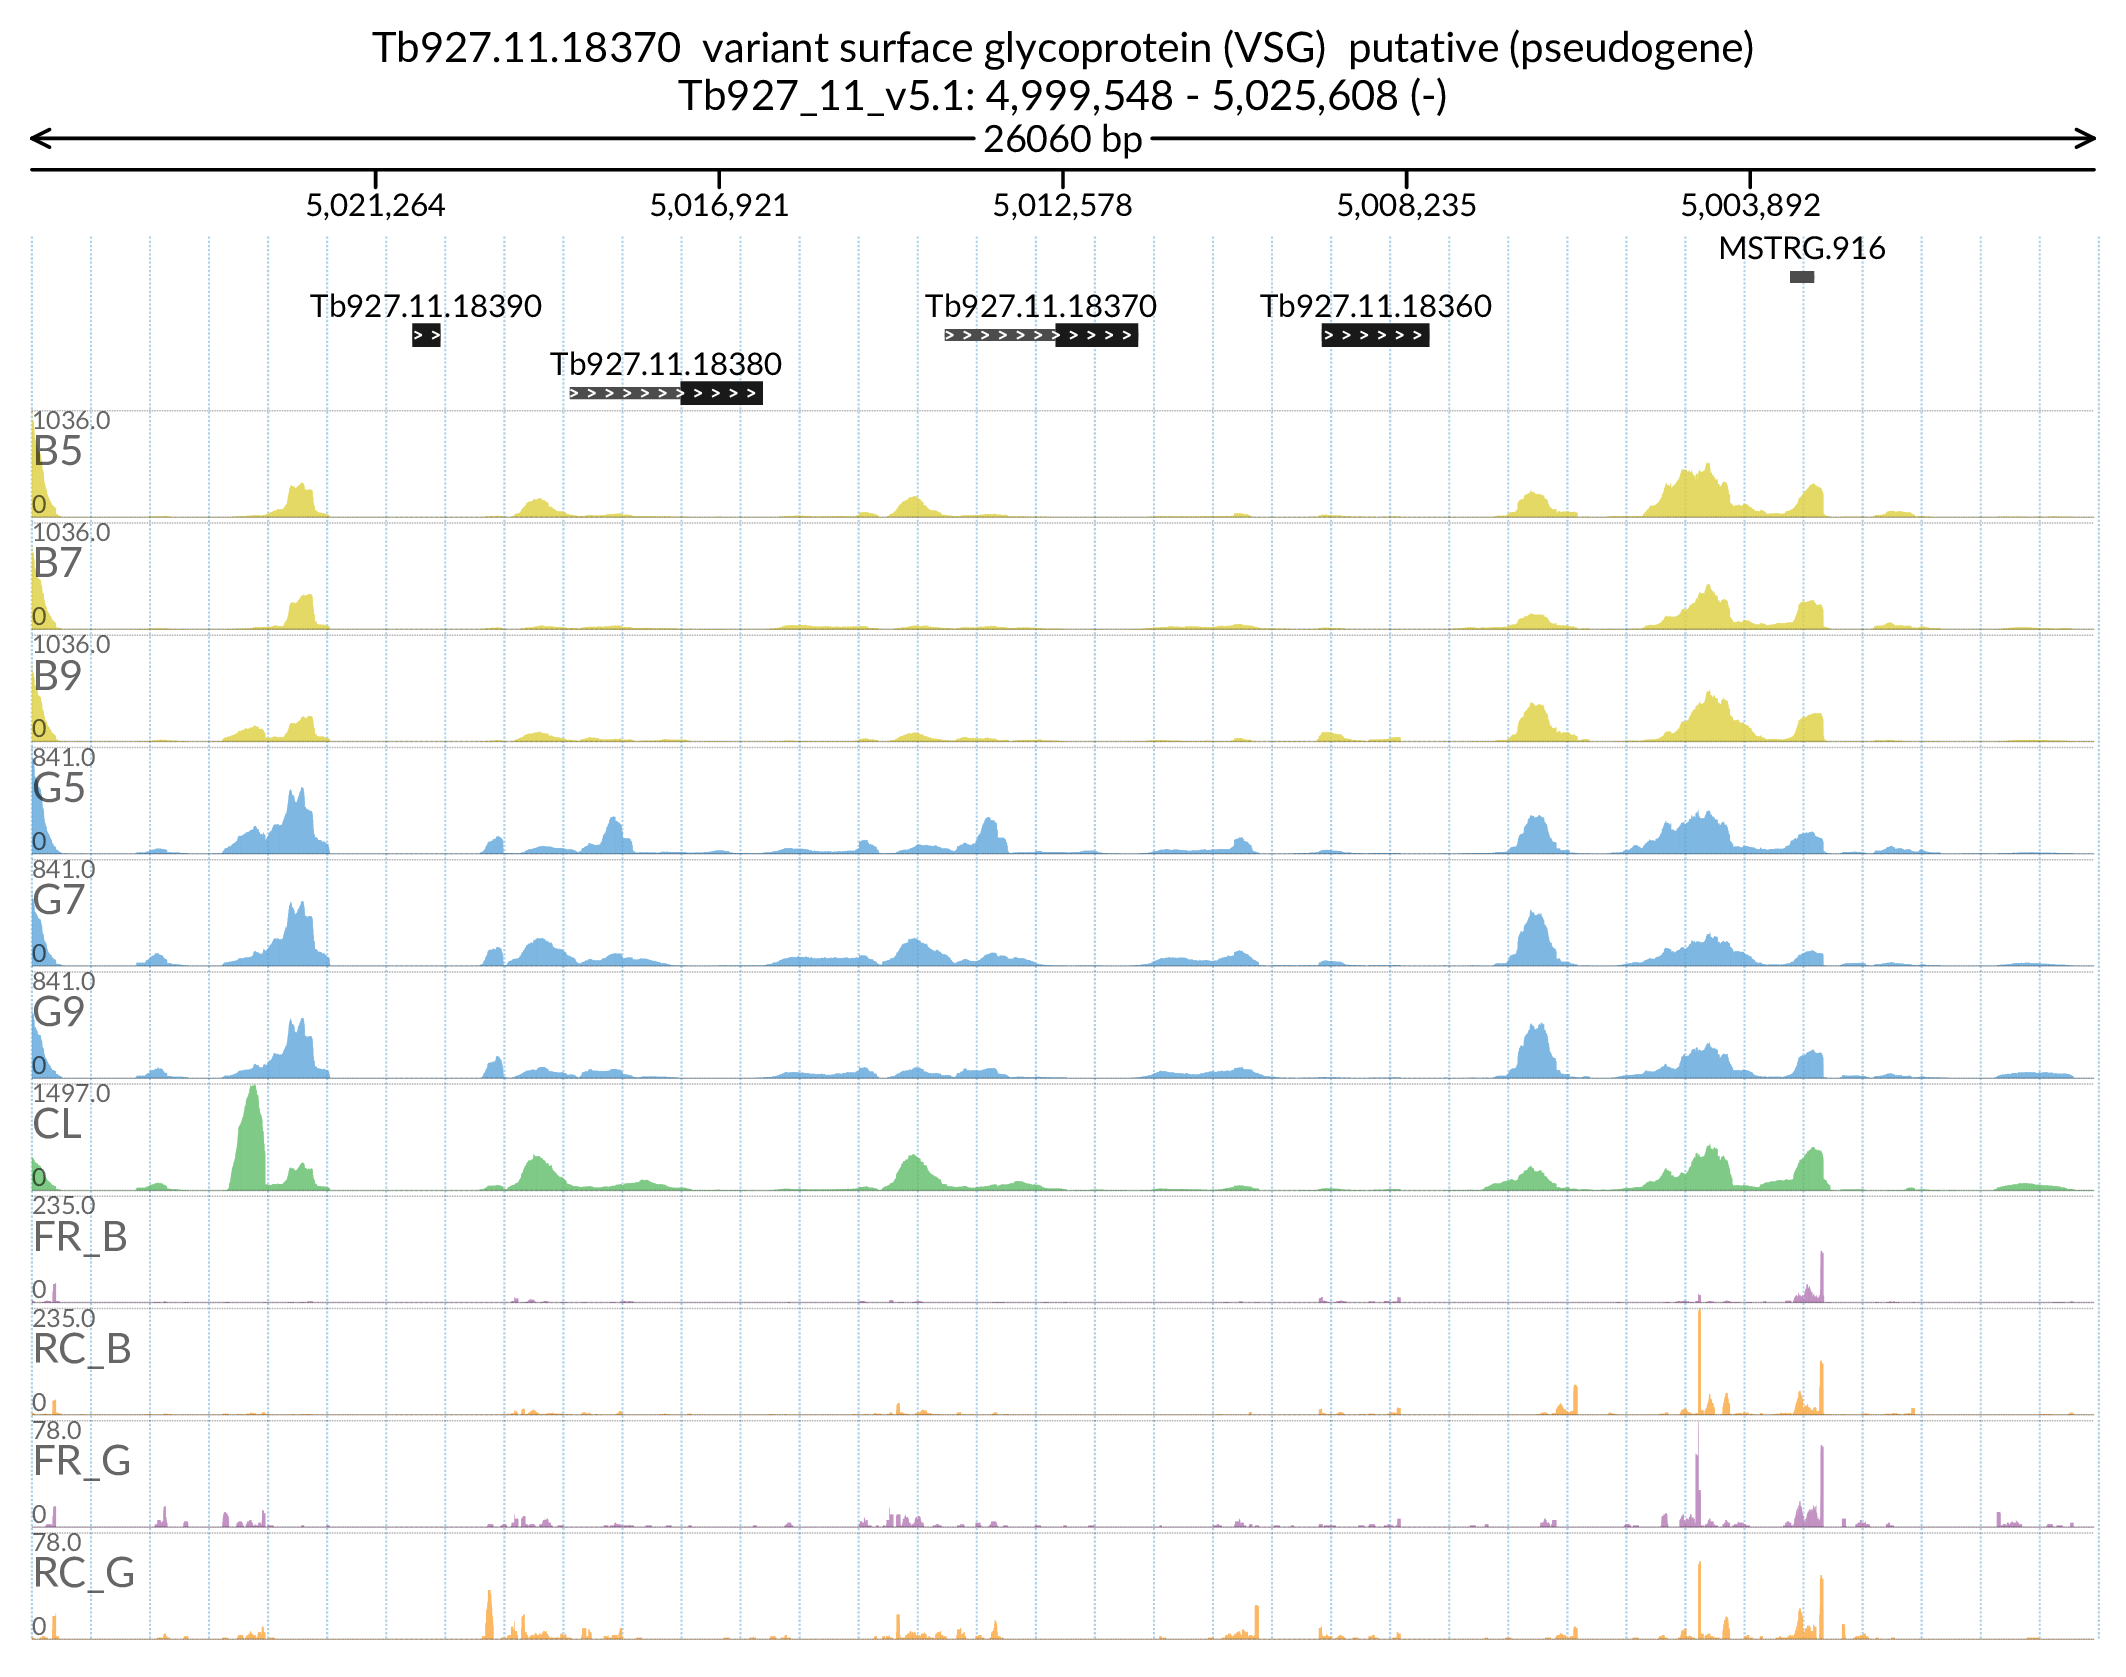 Tb927.11.18370 variant surface glycoprotein (VSG) putative (pseudogene)
Tb927_11_v5.1: 4,999,548 - 5,025,608 (-)
26060 bp
5,021,264 5,016,921 5,012,578 5,008,235 5,003,892
MSTRG.916
Tb927.11.18390 Tb927.11.18370 Tb927.11.18360
Tb927.11.18380
1036.0
B5
0
1036.0
B7
0
1036.0
B9
0
841.0
G5
0
841.0
G7
0
841.0
G9
0
1497.0
CL
0
235.0
FR_B
0
235.0
RC_B
0
78.0
FR_G
0
78.0
RC_G
0